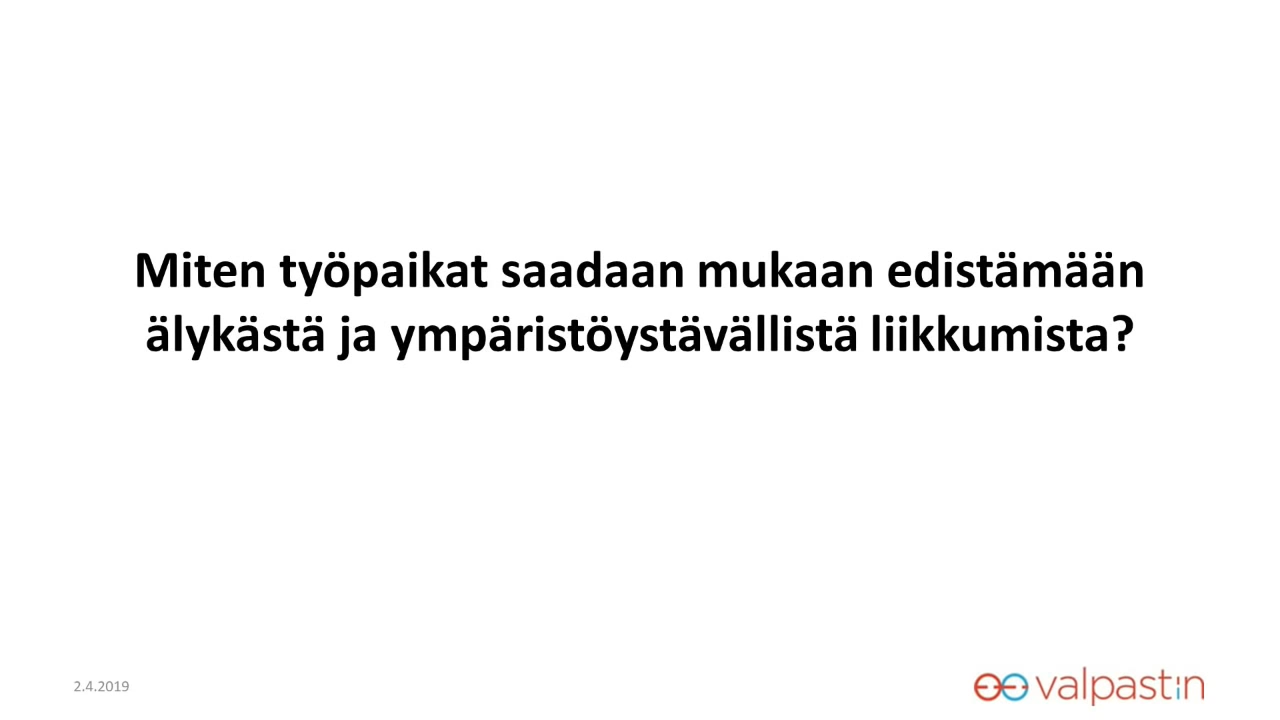 Miten työpaikat saadaan mukaan edistämään
älykästä ja ympäristöystävällistä liikkumista?
2.4.2019
valpastin